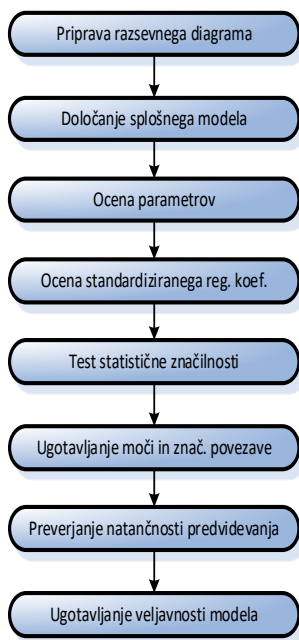 Priprava razsevnega diagrama
Določanje splošnega modela
Ocena parametrov
Ocena standardiziranega reg. koef.
Test statistične značilnosti
Ugotavljanje moči in znač. povezave
Preverjanje natančnosti predvidevanja
Ugotavljanje veljavnosti modela